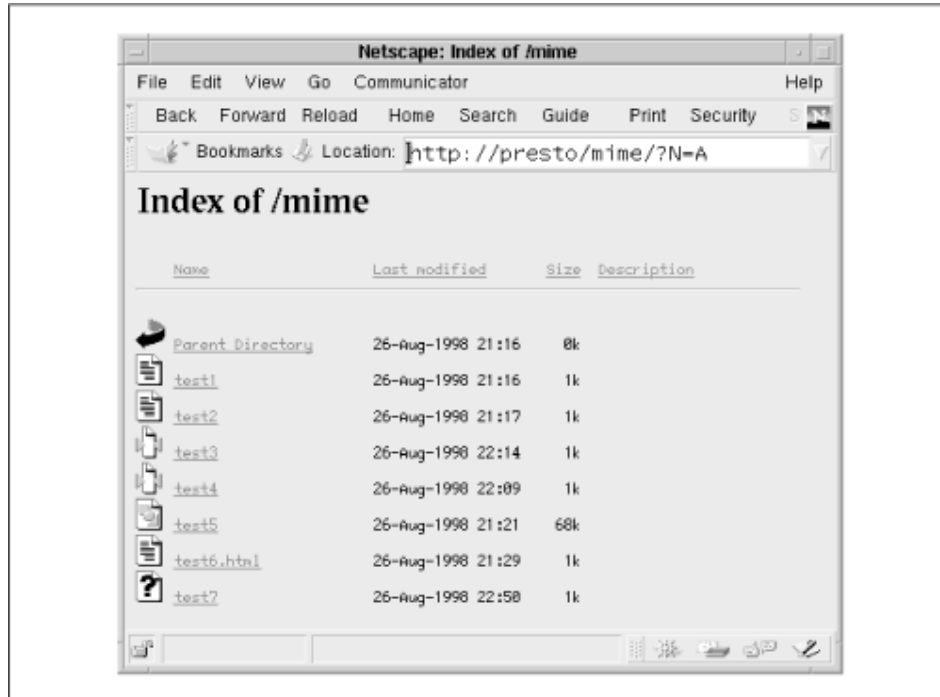 Netscape: Index of /mime
File Edit View Go Communicator Help
Back Forward Reload Home Search Guide Print Security S N
Bookmarks Location: http://presto/mime/?N=A
Index of /mime
Name Last modified Size Description
Parent Directory 26-Aug-1998 21:16 0k
test1 26-Aug-1998 21:16 1k
test2 26-Aug-1998 21:17 1k
test3 26-Aug-1998 22:14 1k
test4 26-Aug-1998 22:09 1k
test5 26-Aug-1998 21:21 68k
test6.html 26-Aug-1998 21:29 1k
? test7 26-Aug-1998 22:50 1k